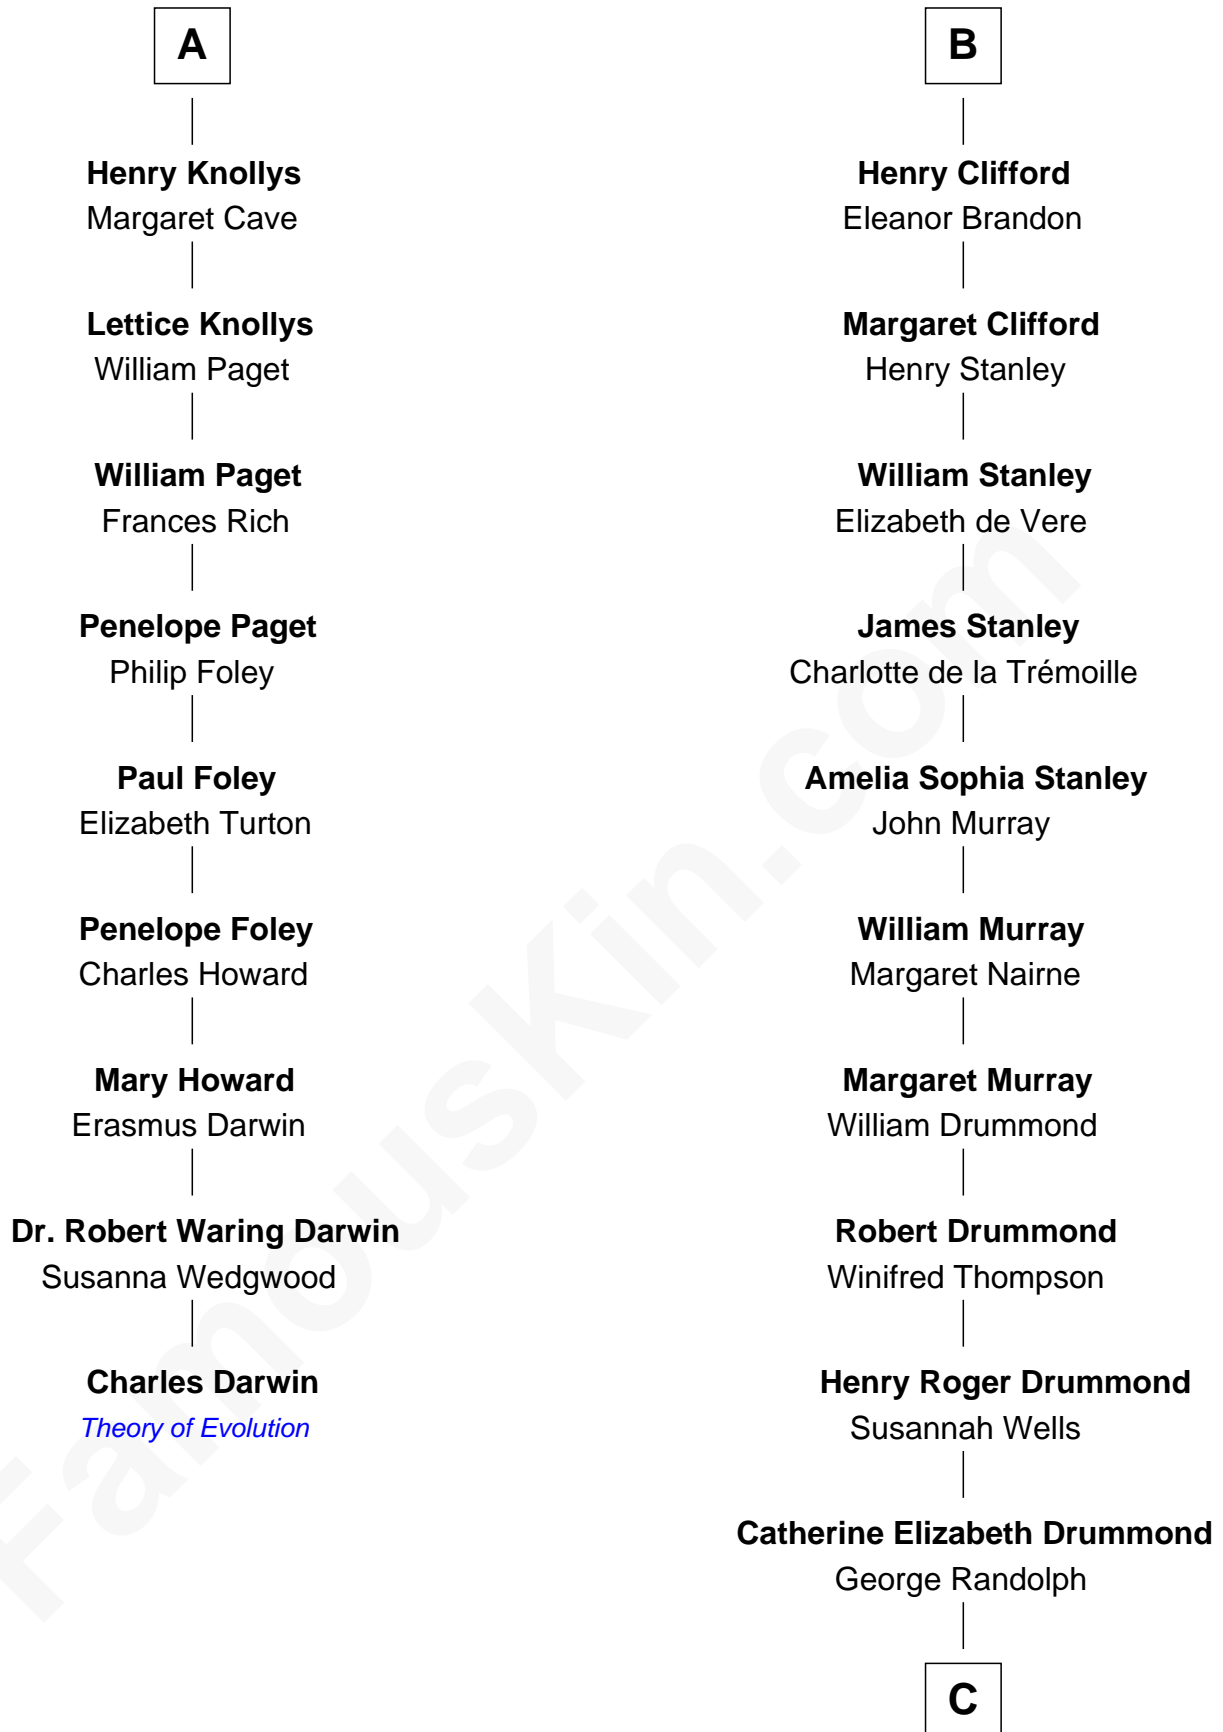 A
Henry Knollys
Margaret Cave
Lettice Knollys
William Paget
William Paget
Frances Rich
Penelope Paget
Philip Foley
Paul Foley
Elizabeth Turton
Penelope Foley
Charles Howard
Mary Howard
Erasmus Darwin
Dr. Robert Waring Darwin
Susanna Wedgwood
Charles Darwin
Theory of Evolution
B
Henry Clifford
Eleanor Brandon
Margaret Clifford
Henry Stanley
William Stanley
Elizabeth de Vere
James Stanley
Charlotte de la Trémoille
Amelia Sophia Stanley
John Murray
William Murray
Margaret Nairne
Margaret Murray
William Drummond
Robert Drummond
Winifred Thompson
Henry Roger Drummond
Susannah Wells
Catherine Elizabeth Drummond
George Randolph
C
FamousKin.com